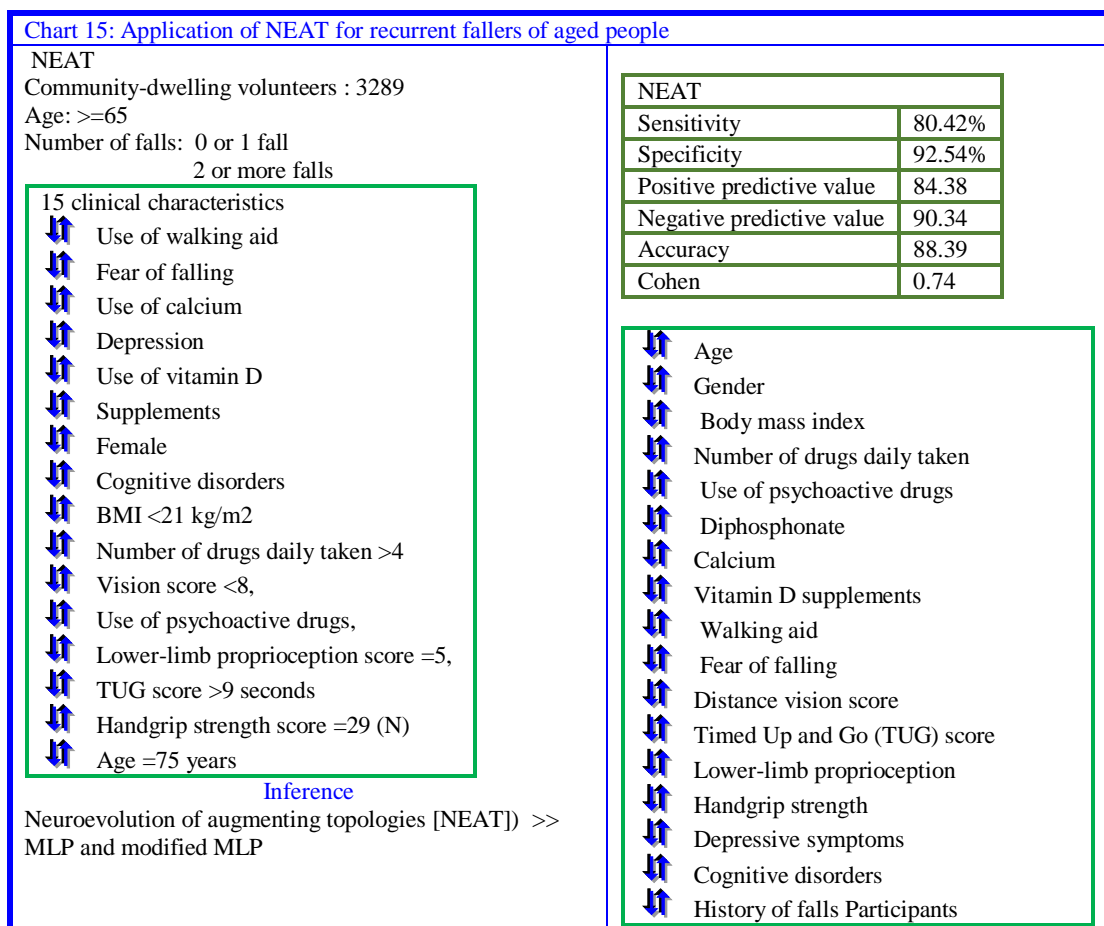 Chart 15: Application of NEAT for recurrent fallers of aged people
NEAT
Community-dwelling volunteers : 3289
Age: >=65
Number of falls: 0 or 1 fall
2 or more falls
15 clinical characteristics
Use of walking aid
Fear of falling
Use of calcium
Depression
Use of vitamin D
Supplements
Female
Cognitive disorders
BMI <21 kg/m2
Number of drugs daily taken >4
Vision score <8,
Use of psychoactive drugs,
Lower-limb proprioception score =5,
TUG score >9 seconds
Handgrip strength score =29 (N)
Age =75 years
Inference
Neuroevolution of augmenting topologies [NEAT]) >>
MLP and modified MLP
NEAT
Sensitivity 80.42%
Specificity 92.54%
Positive predictive value 84.38
Negative predictive value 90.34
Accuracy 88.39
Cohen 0.74
Age
Gender
Body mass index
Number of drugs daily taken
Use of psychoactive drugs
Diphosphonate
Calcium
Vitamin D supplements
Walking aid
Fear of falling
Distance vision score
Timed Up and Go (TUG) score
Lower-limb proprioception
Handgrip strength
Depressive symptoms
Cognitive disorders
History of falls Participants